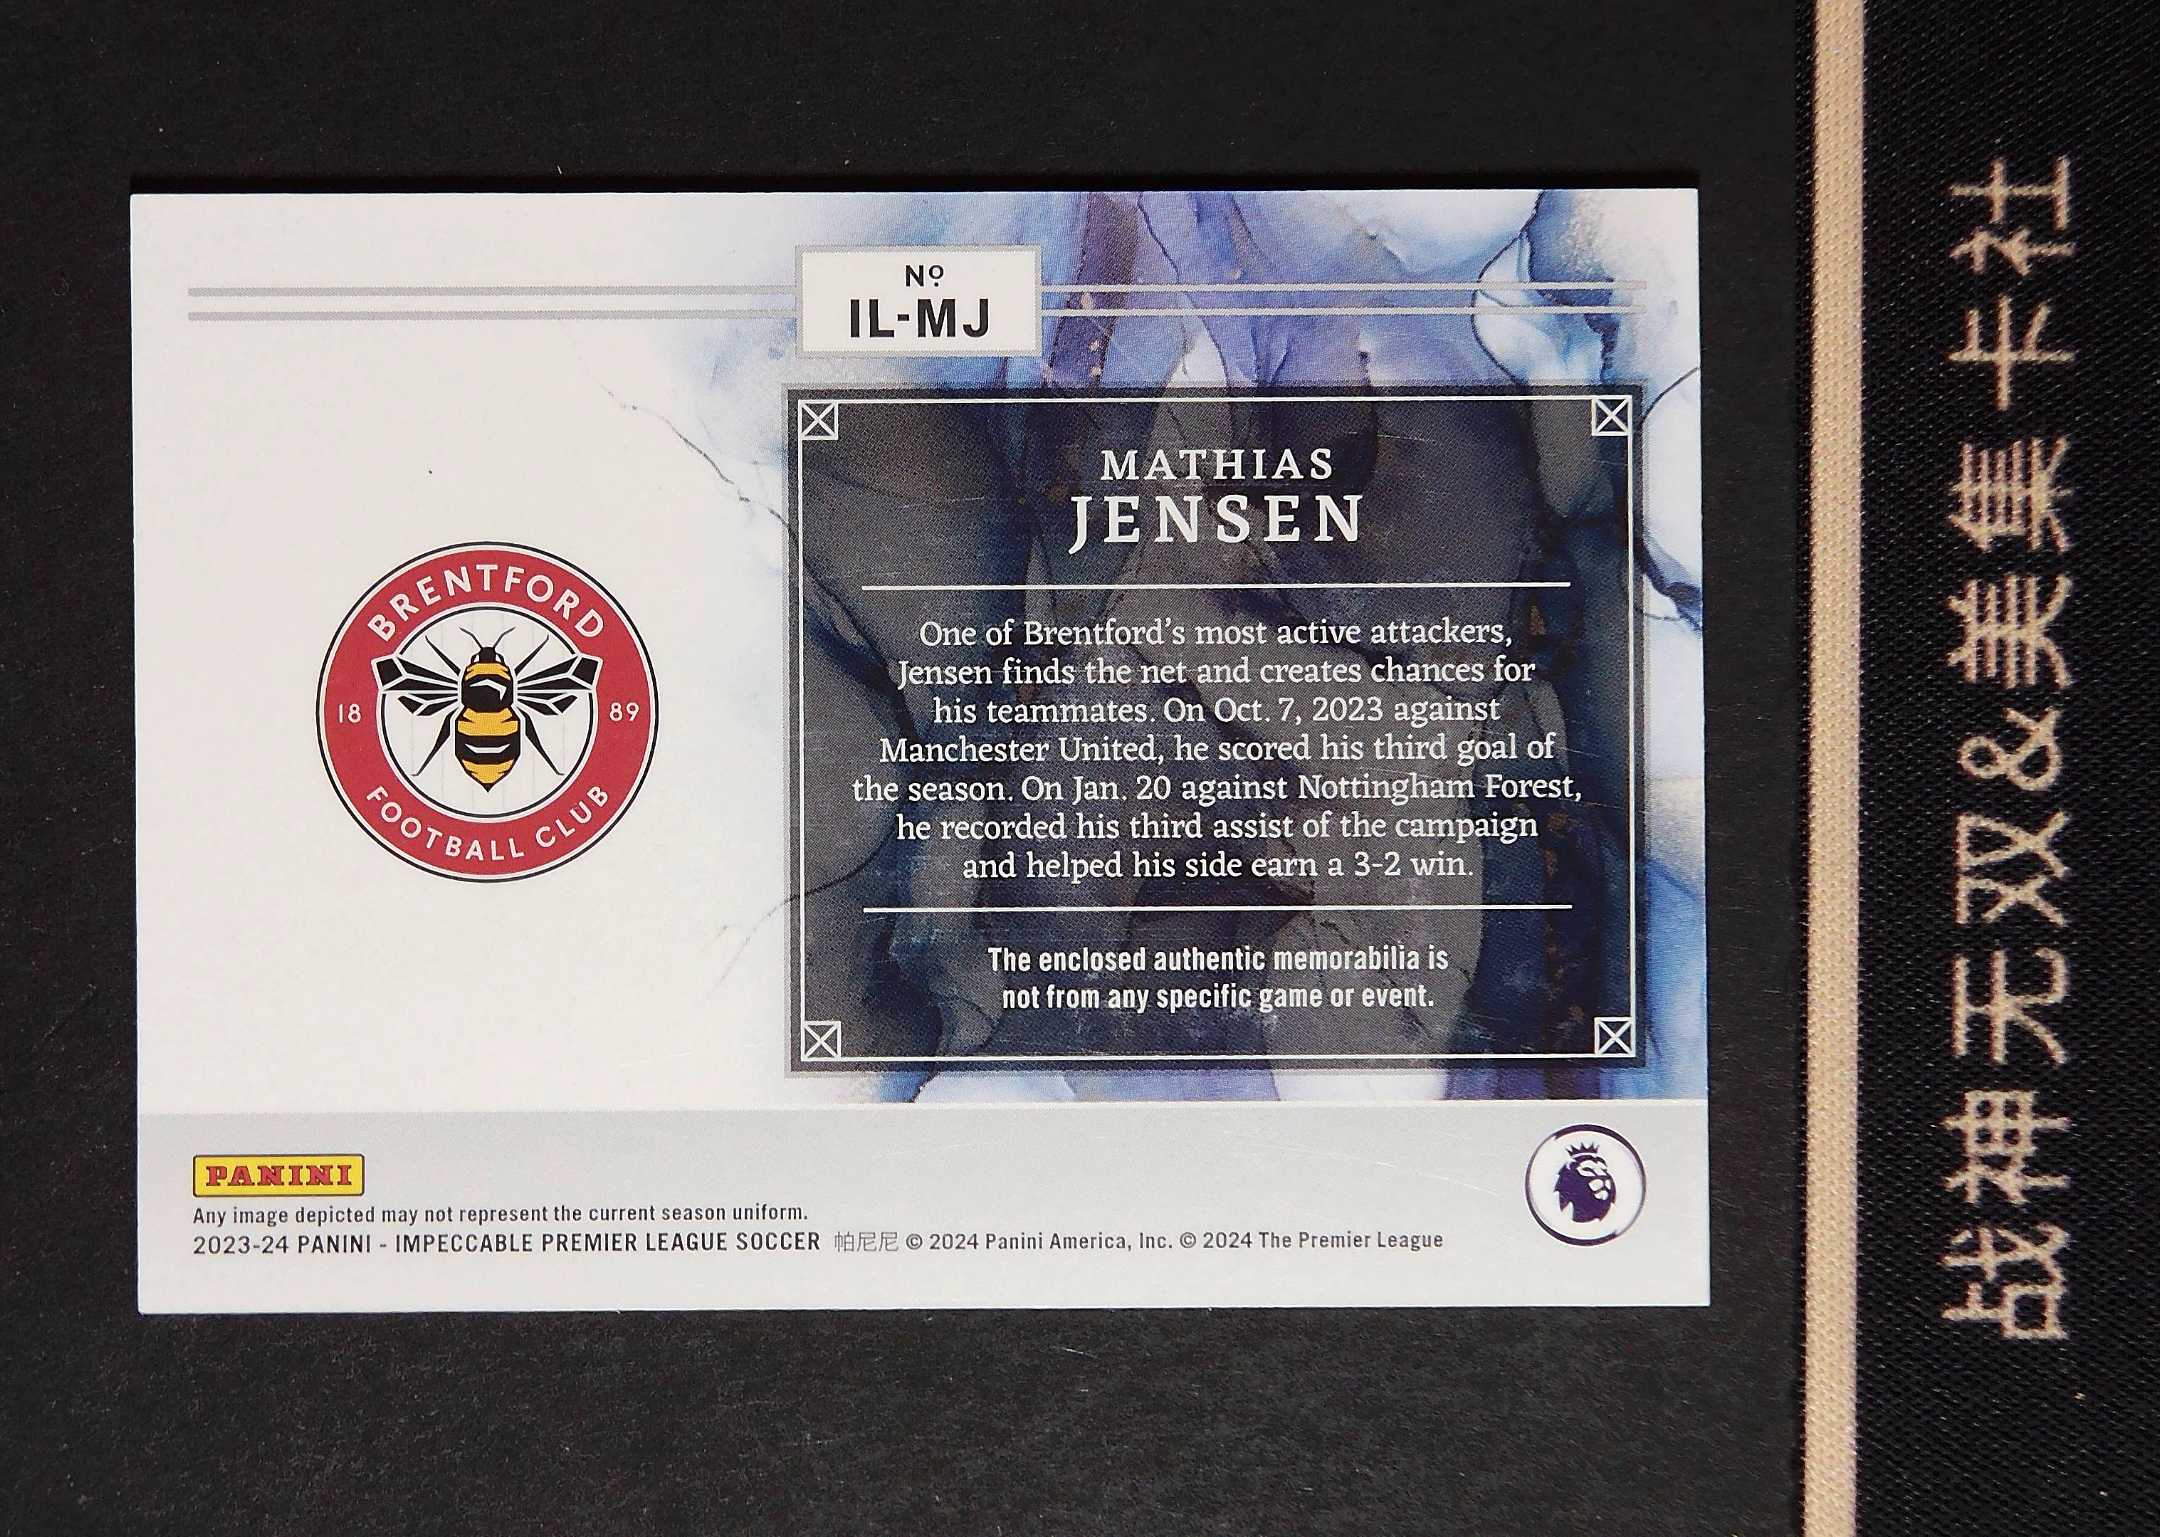 Nº
IL-MJ
MATHIAS
JENSEN
One of Brentford's most active attackers,
Jensen finds the net and creates chances for
his teammates. On Oct. 7, 2023 against
Manchester United, he scored his third goal of
the season. On Jan. 20 against Nottingham Forest,
he recorded his third assist of the campaign
and helped his side earn a 3-2 win.
The enclosed authentic memorabilia is
not from any specific game or event.
BRENTFORD
18 89
FOOTBALL CLUB
PANINI
Any image depicted may not represent the current season uniform.
2023-24 PANINI - IMPECCABLE PREMIER LEAGUE SOCCER 帕尼尼 © 2024 Panini America, Inc. © 2024 The Premier League
战神无双&美集卡社